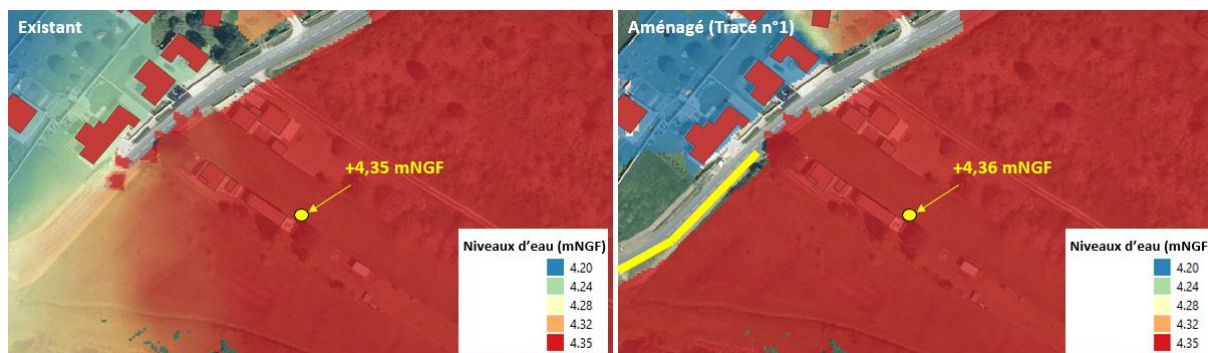 Existant
+4,35 mNGF
Niveaux d'eau (mNGF)
4.20
4.24
4.28
4.32
4.35
Aménagé (Tracé n°1)
+4,36 mNGF
Niveaux d'eau (mNGF
4.20
4.24
4.28
4.32
4.35